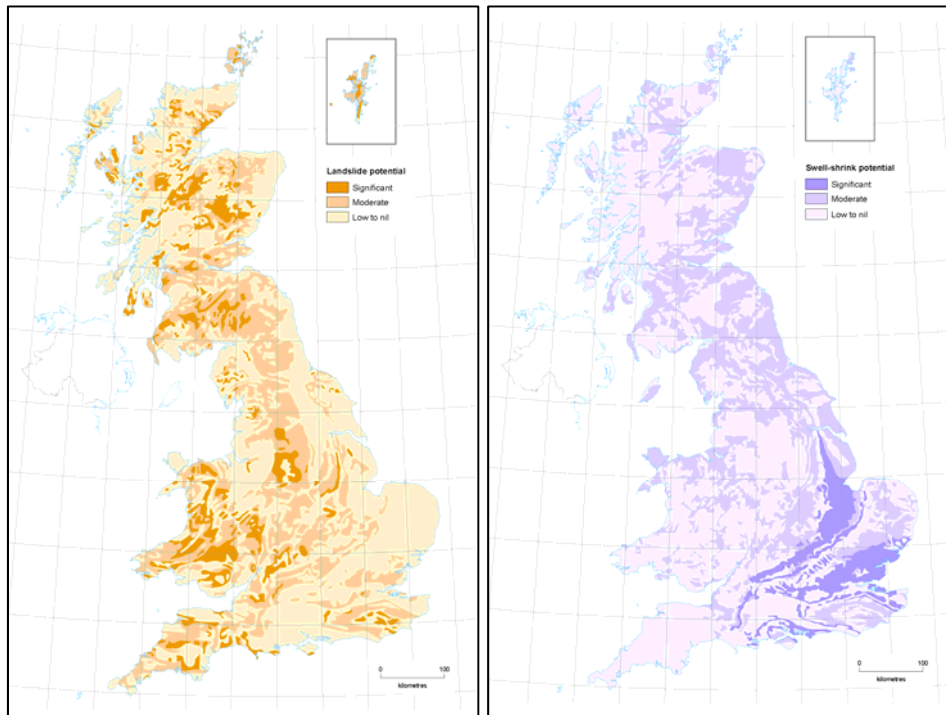 Landslide potential
Significant
Moderate
Low to nil
0 100
kilometres
Swell-shrink potential
Significant
Moderate
Low to nil
0 100
kilometres